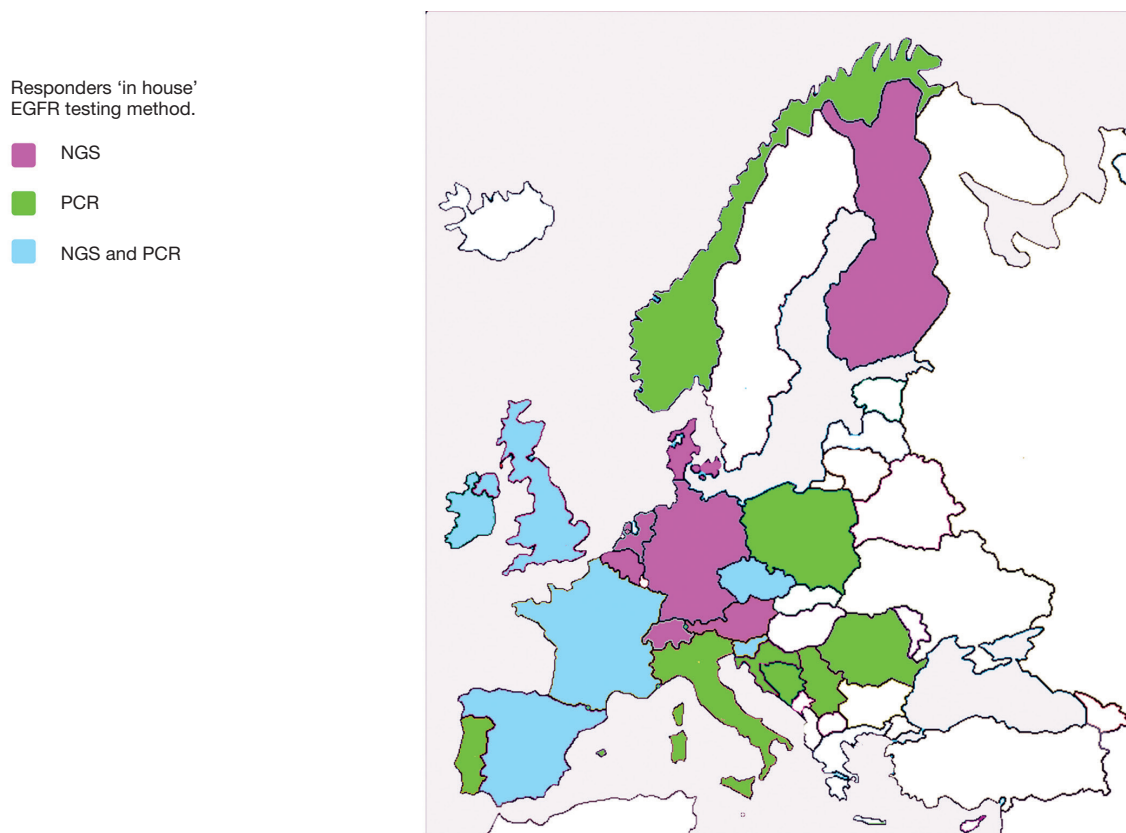 Responders ‘in house’
EGFR testing method.
NGS
PCR
NGS and PCR